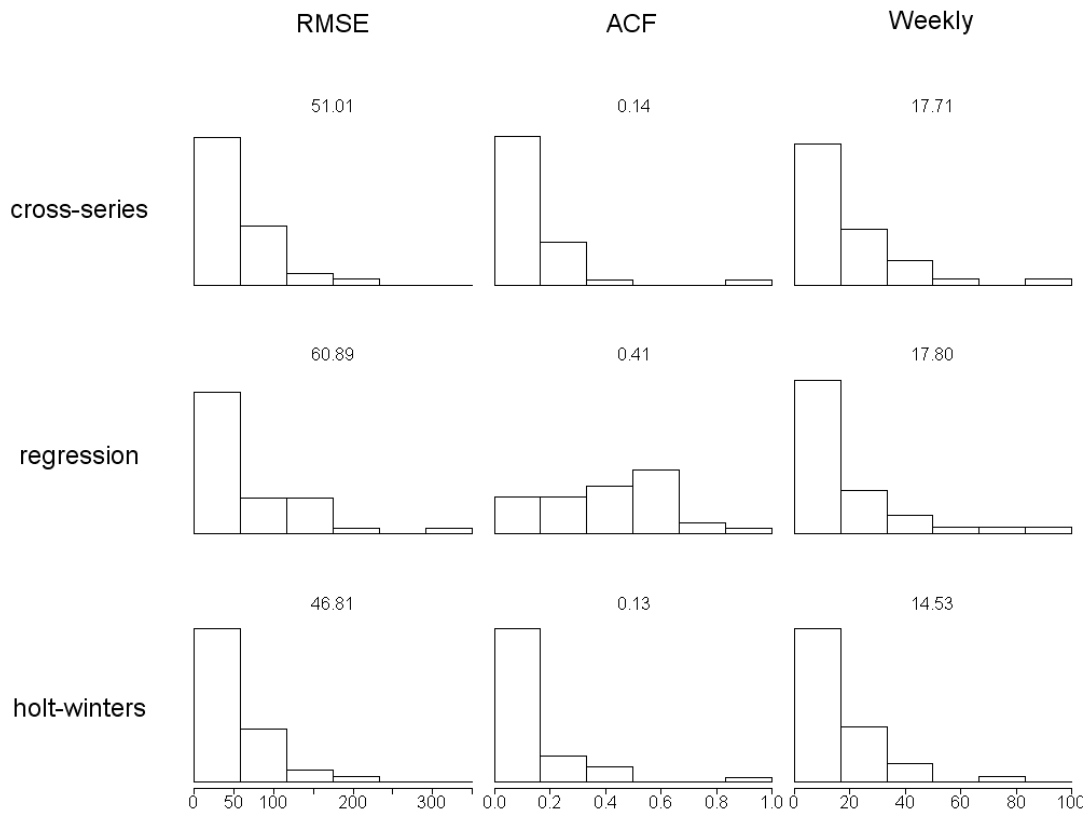 RMSE ACF Weekly
51.01 0.14 17.71
cross-series
60.89 0.41 17.80
regression
46.81 0.13 14.53
holt-winters
0 50 100 200 300 0.0 0.2 0.4 0.6 0.8 1.0 0 20 40 60 80 100